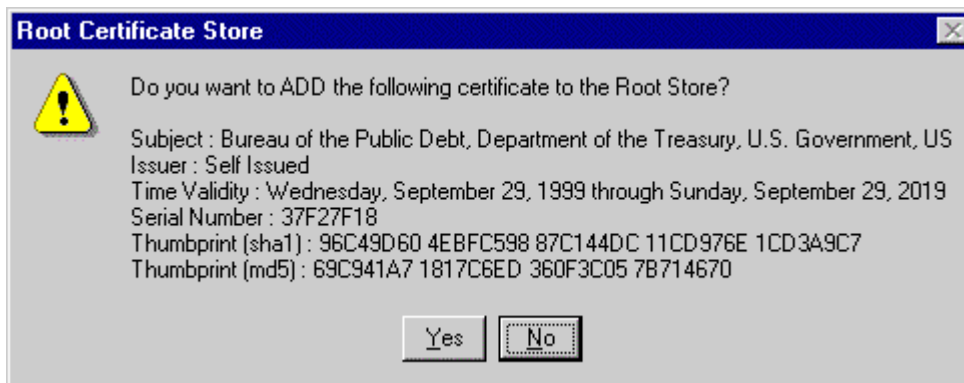 Root Certificate Store
Do you want to ADD the following certificate to the Root Store?
Subject : Bureau of the Public Debt, Department of the Treasury, U.S. Government, US
Issuer : Self Issued
Time Validity : Wednesday, September 29, 1999 through Sunday, September 29, 2019
Serial Number : 37F27F18
Thumbprint (sha1) : 96C49D60 4EBFC598 87C144DC 11CD976E 1CD3A9C7
Thumbprint (md5) : 69C941A7 1817C6ED 360F3C05 7B714670
Yes
No